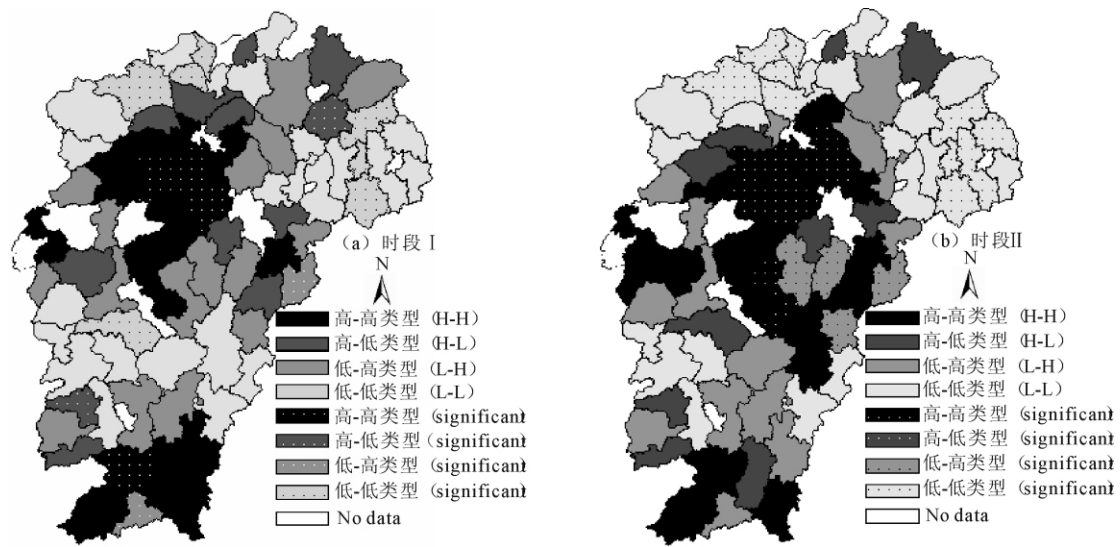 (a) 时段 I
N
高-高类型 (H-H)
高-低类型 (H-L)
低-高类型 (L-H)
低-低类型 (L-L)
高-高类型 (significant)
高-低类型 (significant)
低-高类型 (significant)
低-低类型 (significant)
No data
(b) 时段II
N
高-高类型 (H-H)
高-低类型 (H-L)
低-高类型 (L-H)
低-低类型 (L-L)
高-高类型 (significant)
高-低类型 (significant)
低-高类型 (significant)
低-低类型 (significant)
No data